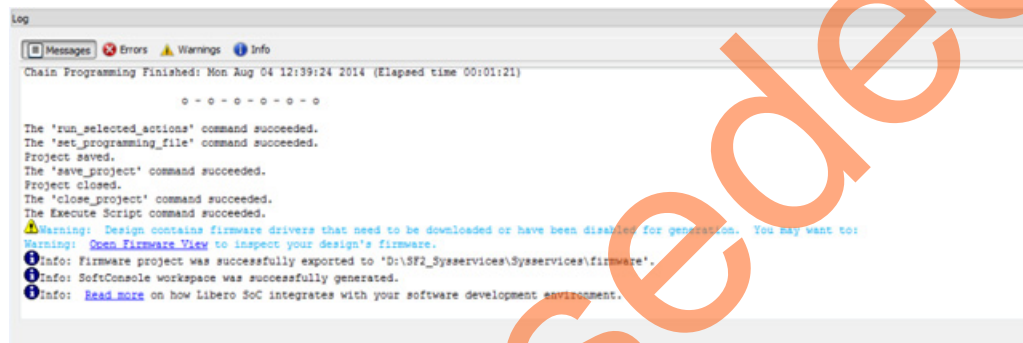 Log
Messages Errors Warnings Info
Chain Programming Finished: Mon Aug 04 12:39:24 2014 (Elapsed time 00:01:21)
o - o - o - o - o - o
The 'run_selected_actions' command succeeded.
The 'set_programming_file' command succeeded.
Project saved.
The 'save_project' command succeeded.
Project closed.
The 'close_project' command succeeded.
The Execute Script command succeeded.
Warning: Design contains firmware drivers that need to be downloaded or have been disabled for generation. You may want to:
Warning: Open Firmware View to inspect your design's firmware.
Info: Firmware project was successfully exported to 'D:\SF2_Sysservices\Sysservices\firmware'.
Info: SoftConsole workspace was successfully generated.
Info: Read more on how Libero SoC integrates with your software development environment.
sede